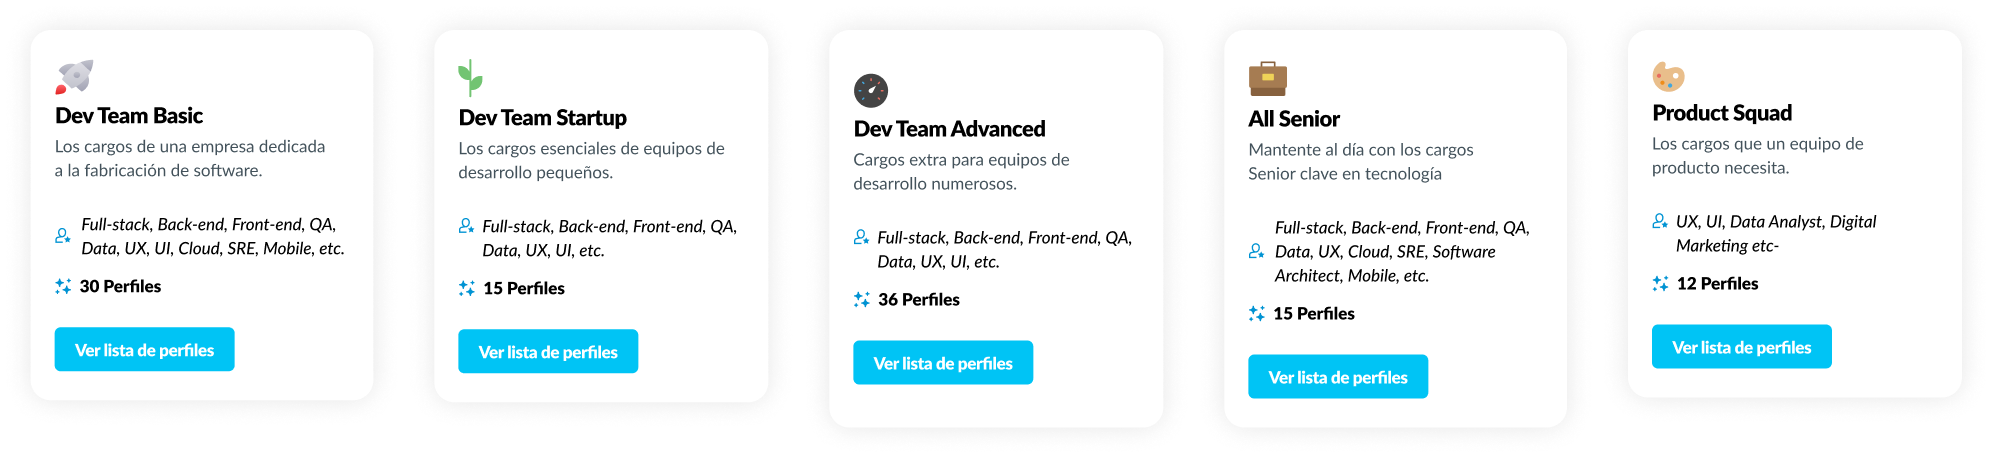 Dev Team Basic
Los cargos de una empresa dedicada
a la fabricación de software.
Full-stack, Back-end, Front-end, QA,
Data, UX, UI, Cloud, SRE, Mobile, etc.
30 Perfiles
Ver lista de perfiles
Dev Team Startup
Los cargos esenciales de equipos de
desarrollo pequeños.
Full-stack, Back-end, Front-end, QA,
Data, UX, UI, etc.
15 Perfiles
Ver lista de perfiles
Dev Team Advanced
Cargos extra para equipos de
desarrollo numerosos.
Full-stack, Back-end, Front-end, QA,
Data, UX, UI, etc.
36 Perfiles
Ver lista de perfiles
All Senior
Mantente al día con los cargos
Senior clave en tecnología
Full-stack, Back-end, Front-end, QA,
Data, UX, Cloud, SRE, Software
Architect, Mobile, etc.
15 Perfiles
Ver lista de perfiles
Product Squad
Los cargos que un equipo de
producto necesita.
UX, UI, Data Analyst, Digital
Marketing etc-
12 Perfiles
Ver lista de perfiles